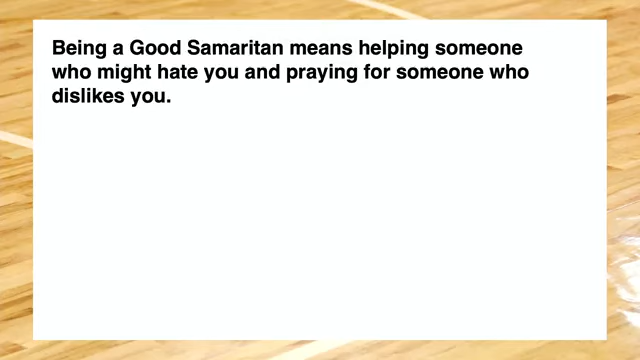 Being a Good Samaritan means helping someone
who might hate you and praying for someone who
dislikes you.